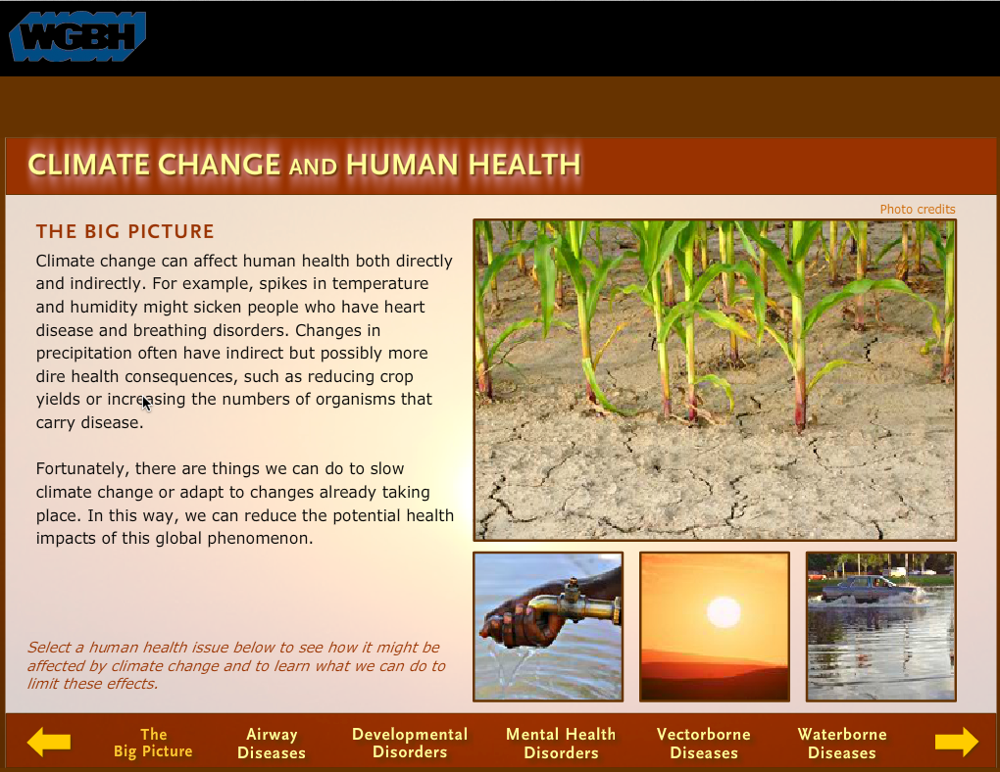 WGBH
CLIMATE CHANGE AND HUMAN HEALTH
Photo credits
THE BIG PICTURE
Climate change can affect human health both directly
and indirectly. For example, spikes in temperature
and humidity might sicken people who have heart
disease and breathing disorders. Changes in
precipitation often have indirect but possibly more
dire health consequences, such as reducing crop
yields or increasing the numbers of organisms that
carry disease.
Fortunately, there are things we can do to slow
climate change or adapt to changes already taking
place. In this way, we can reduce the potential health
impacts of this global phenomenon.
Select a human health issue below to see how it might be
affected by climate change and to learn what we can do to
limit these effects.
The
Big Picture
Airway
Diseases
Developmental
Disorders
Mental Health
Disorders
Vectorborne
Diseases
Waterborne
Diseases